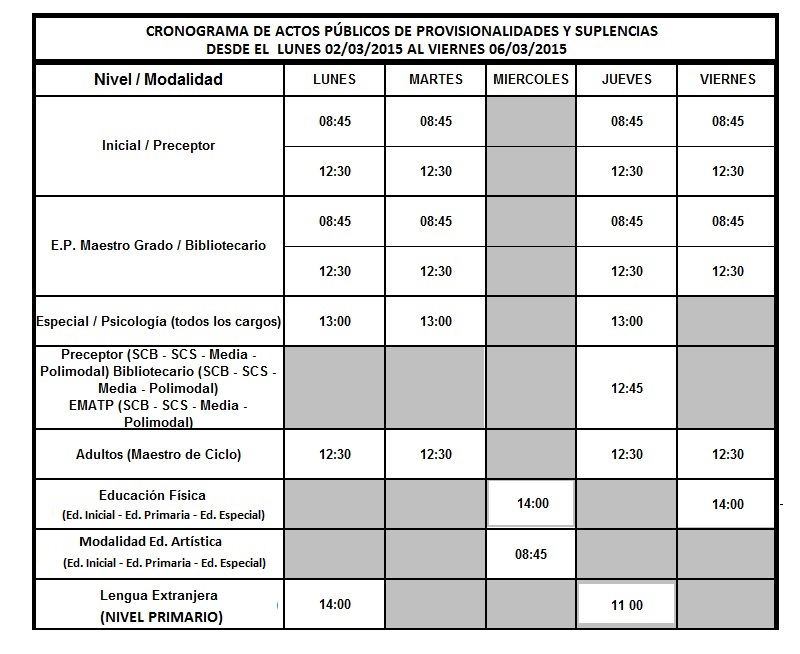 CRONOGRAMA DE ACTOS PÚBLICOS DE PROVISIONALIDADES Y SUPLENCIAS
DESDE EL LUNES 02/03/2015 AL VIERNES 06/03/2015
Nivel / Modalidad LUNES MARTES MIERCOLES JUEVES VIERNES
Inicial / Preceptor
08:45 08:45 08:45 08:45
12:30 12:30 12:30 12:30
E.P. Maestro Grado / Bibliotecario
08:45 08:45 08:45 08:45
12:30 12:30 12:30 12:30
Especial / Psicología (todos los cargos) 13:00 13:00 13:00
Preceptor (SCB - SCS - Media -
Polimodal) Bibliotecario (SCB - SCS -
Media - Polimodal)
EMATP (SCB - SCS - Media -
Polimodal)
12:45
Adultos (Maestro de Ciclo) 12:30 12:30 12:30 12:30
Educación Física
(Ed. Inicial - Ed. Primaria - Ed. Especial)
14:00 14:00
Modalidad Ed. Artística
(Ed. Inicial - Ed. Primaria - Ed. Especial)
08:45
Lengua Extranjera
(NIVEL PRIMARIO)
14:00 11 00